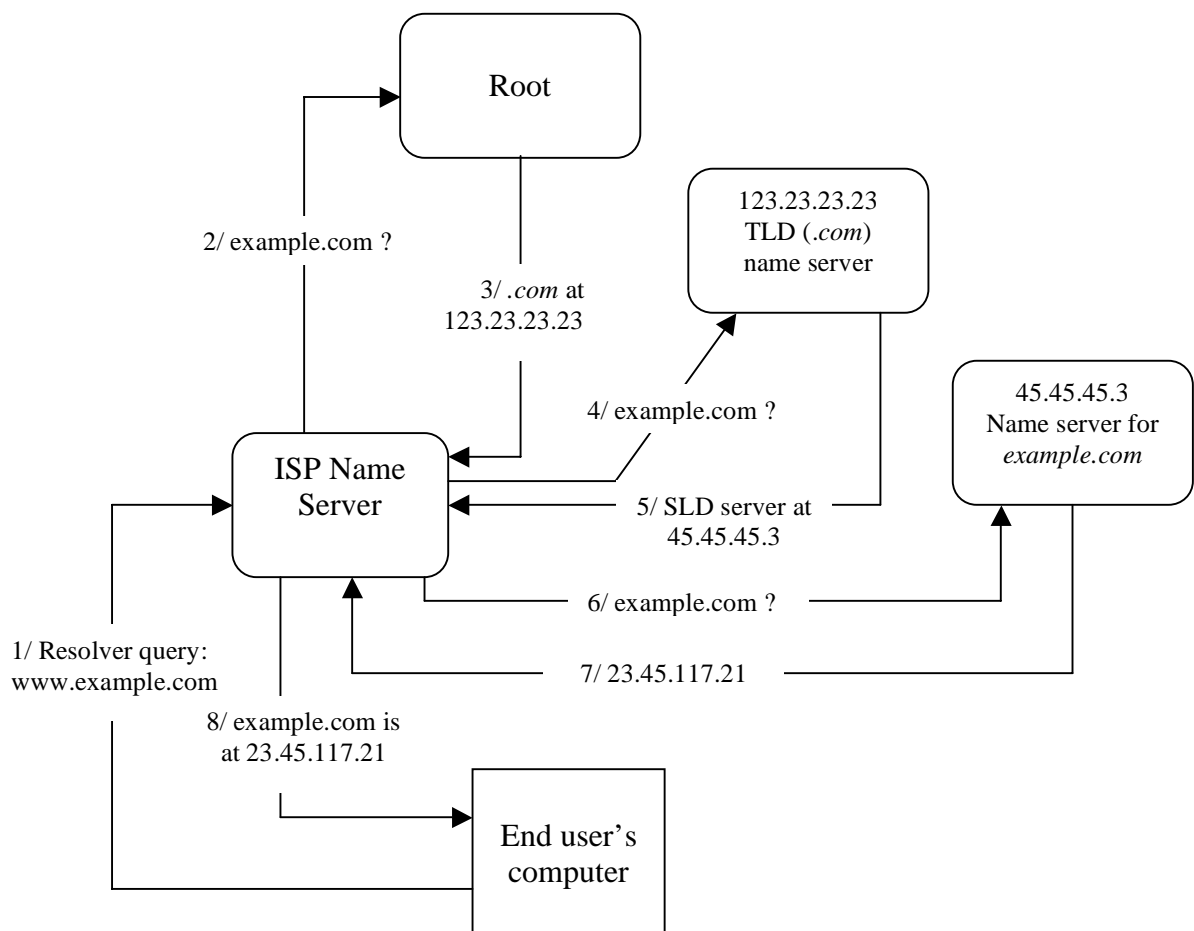 Root
2/ example.com ?
3/ .com at
123.23.23.23
123.23.23.23
TLD (.com)
name server
4/ example.com ?
45.45.45.3
Name server for
example.com
ISP Name
Server
5/ SLD server at
45.45.45.3
6/ example.com ?
1/ Resolver query:
www.example.com
7/ 23.45.117.21
8/ example.com is
at 23.45.117.21
End user’s
computer